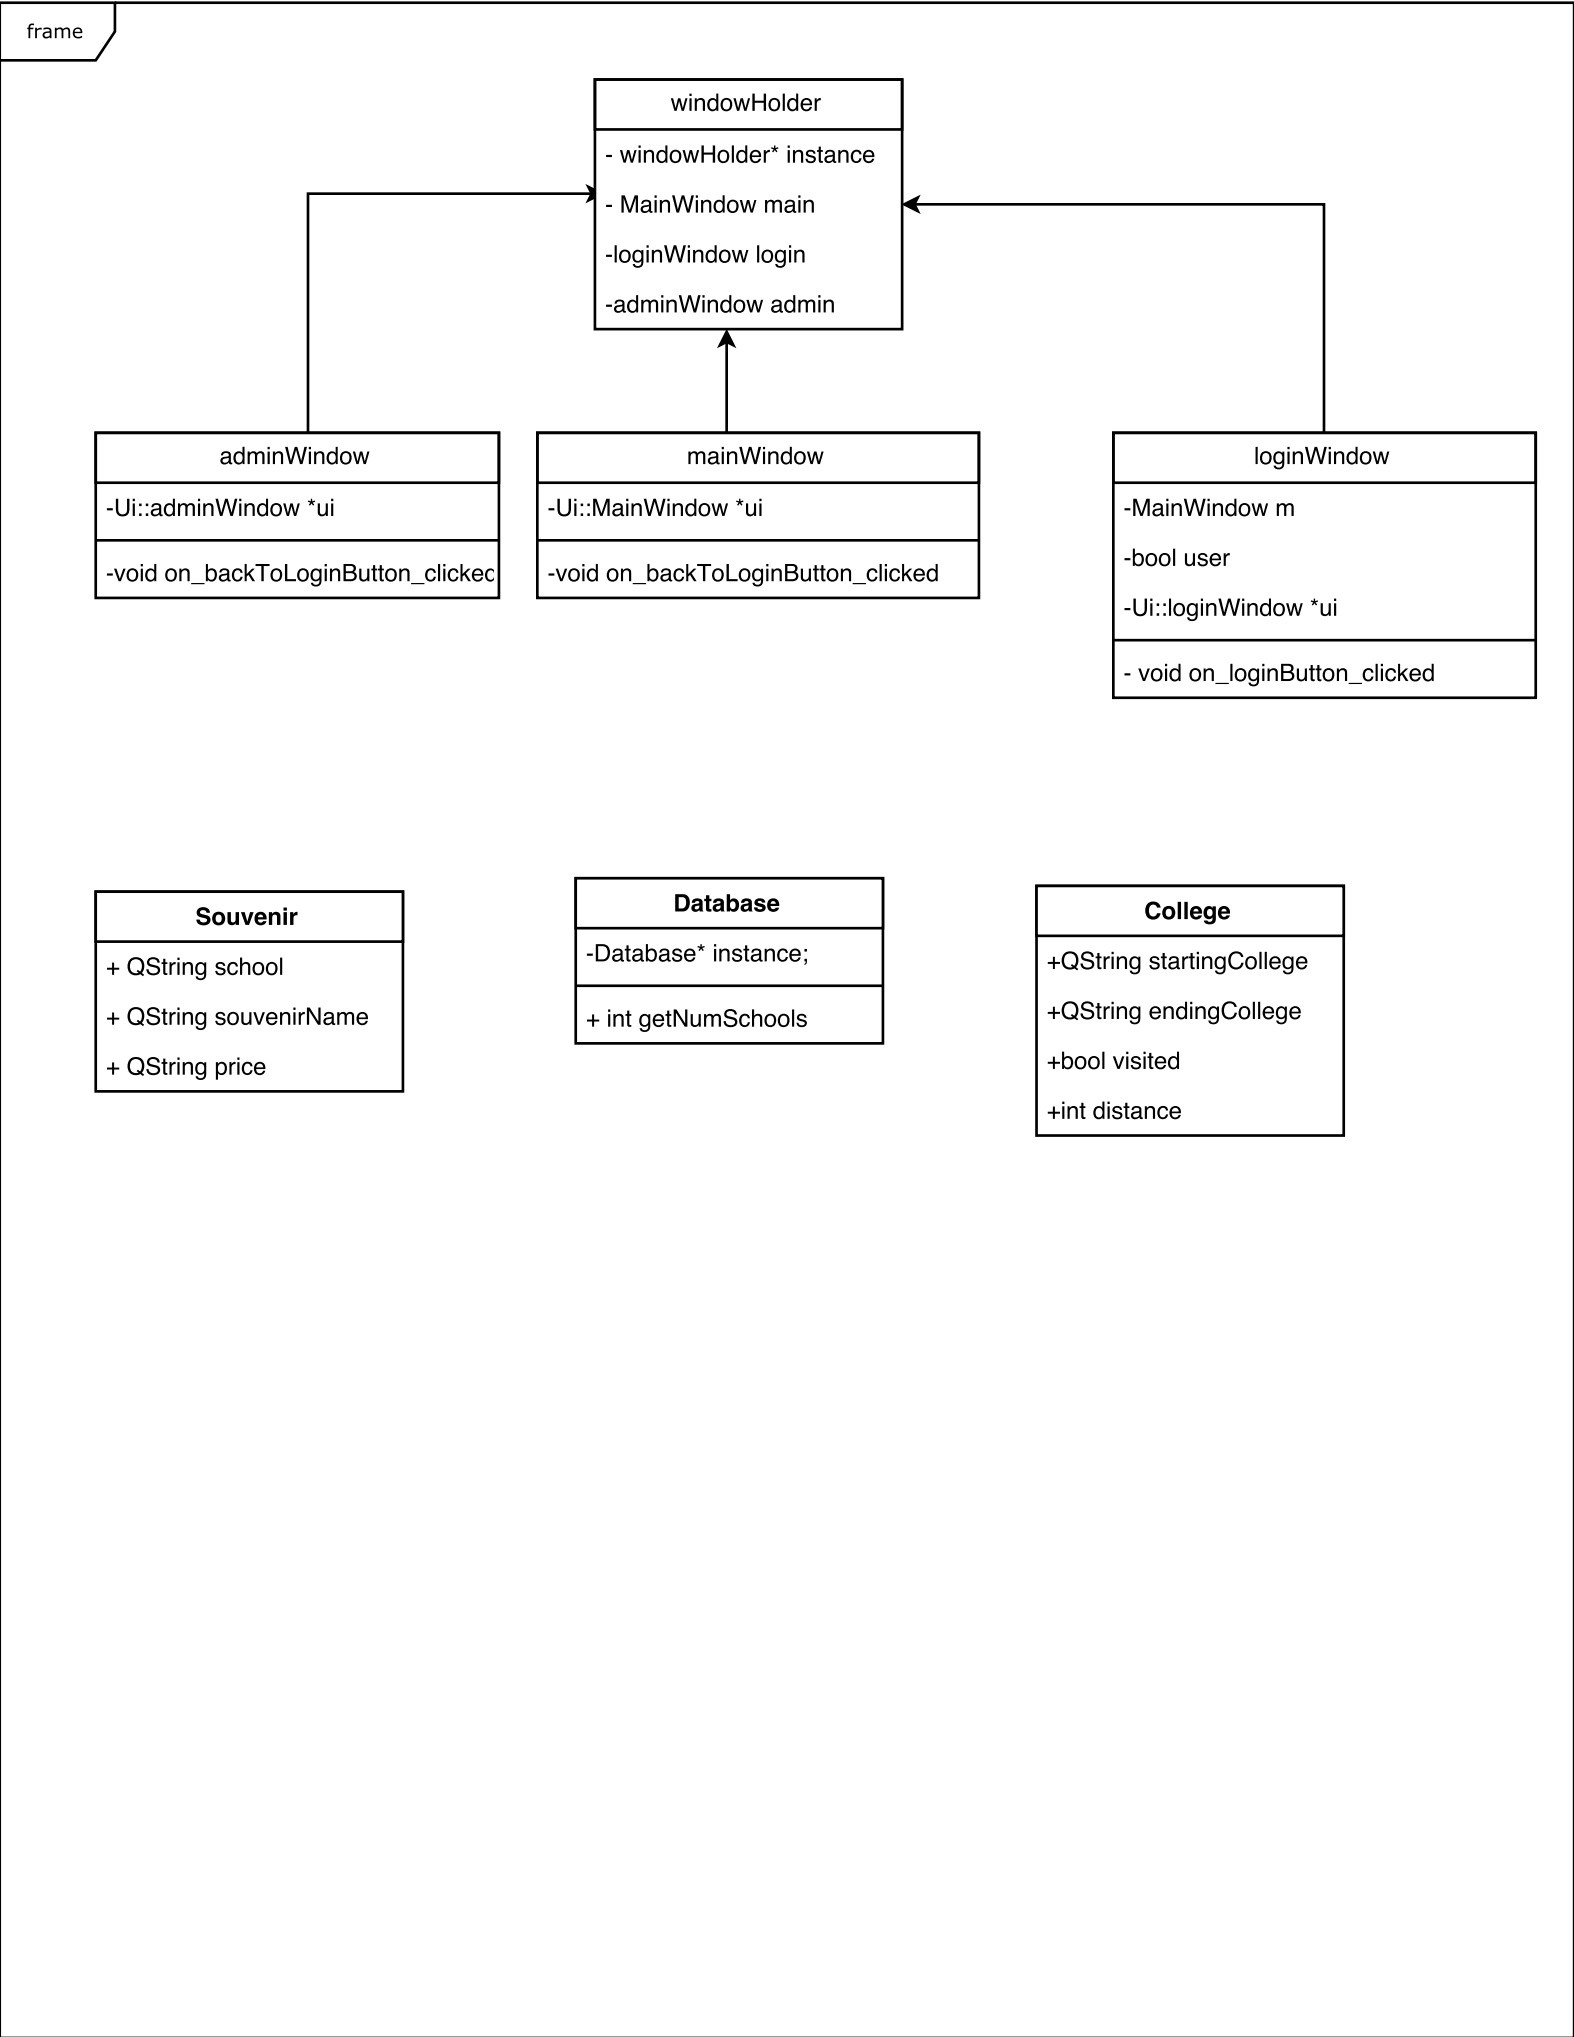 frame
windowHolder
- windowHolder* instance
- MainWindow main
-loginWindow login
-adminWindow admin
adminWindow
-Ui::adminWindow *ui
-void on_backToLoginButton_clicked
mainWindow
-Ui::MainWindow *ui
-void on_backToLoginButton_clicked
loginWindow
-MainWindow m
-bool user
-Ui::loginWindow *ui
- void on_loginButton_clicked
Souvenir
+ QString school
+ QString souvenirName
+ QString price
Database
-Database* instance;
+ int getNumSchools
College
+QString startingCollege
+QString endingCollege
+bool visited
+int distance